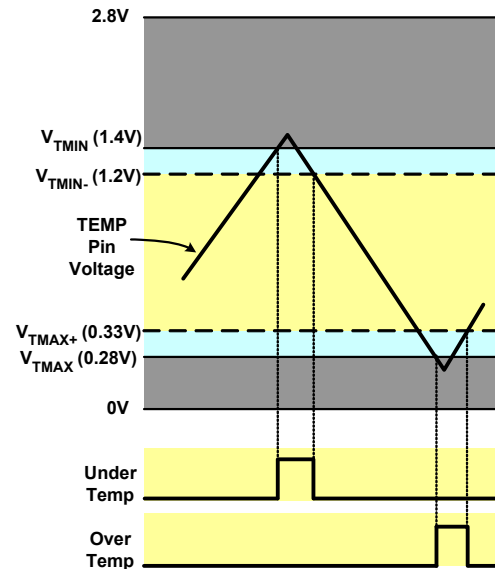 2.8V
VTMIN (1.4V)
VTMIN- (1.2V)
TEMP
Pin
Voltage
VTMAX+ (0.33V)
VTMAX (0.28V)
0V
Under
Temp
Over
Temp